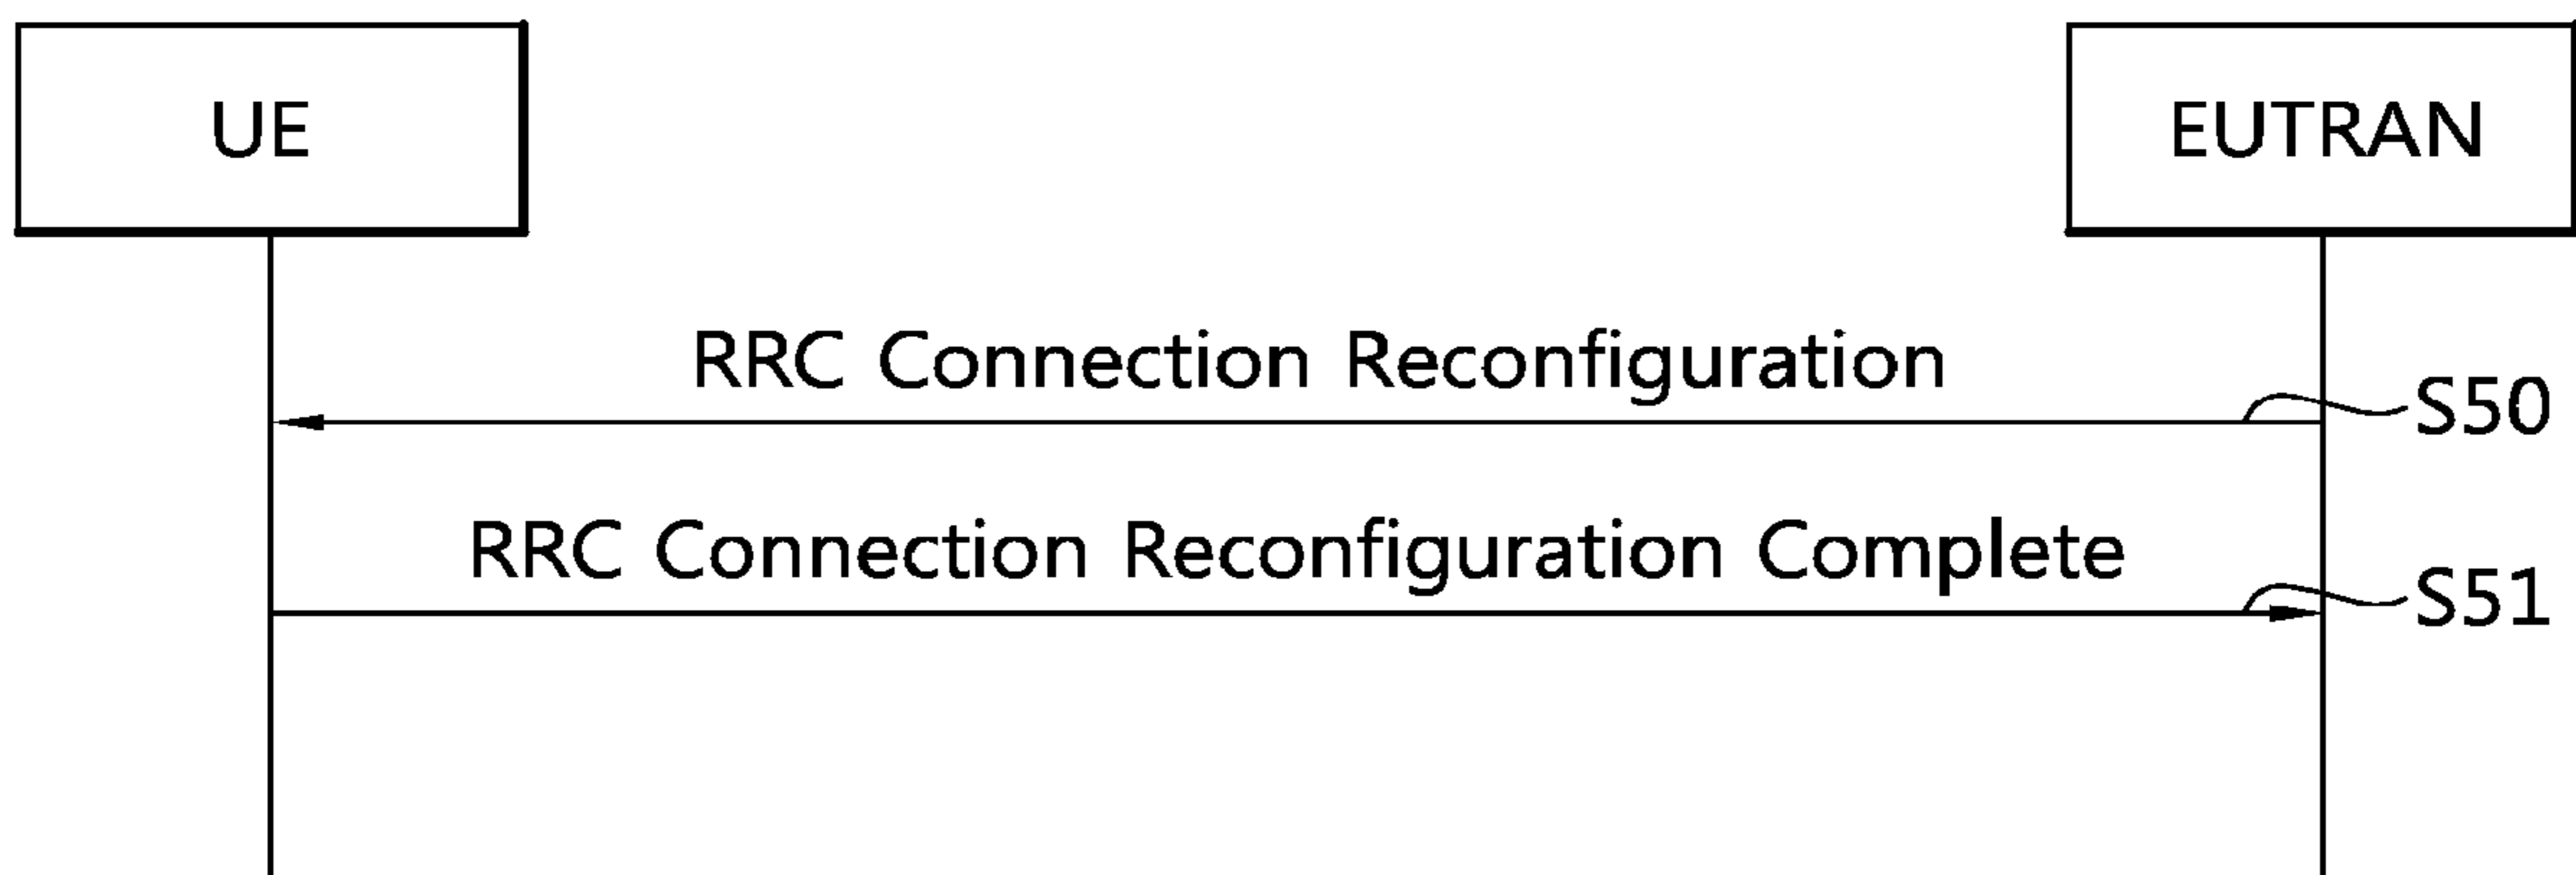 UE
EUTRAN
RRC Connection Reconfiguration
S50
RRC Connection Reconfiguration Complete
S51